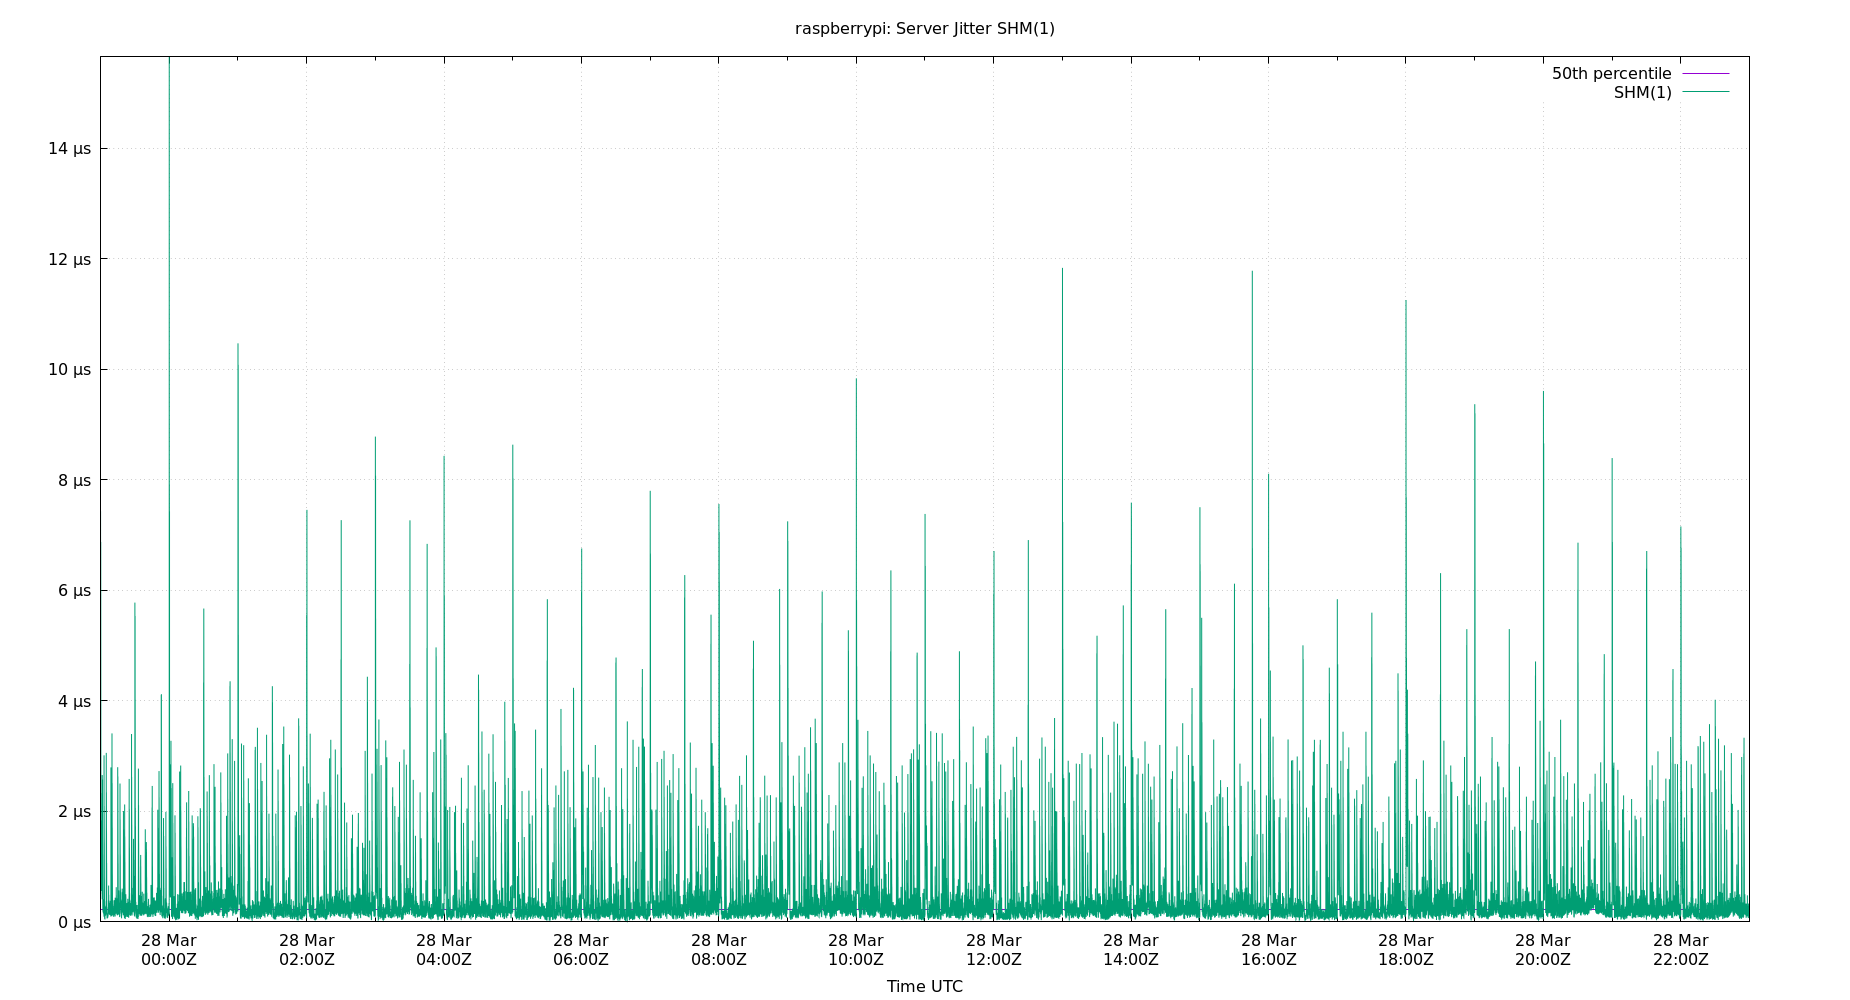 raspberrypi: Server Jitter SHM(1)
50th percentile
SHM(1)
14 µs
12 µs
10 µs
8 µs
6 µs
4 µs
2 µs
0 µs
28 Mar 28 Mar 28 Mar 28 Mar 28 Mar 28 Mar 28 Mar 28 Mar 28 Mar 28 Mar 28 Mar 28 Mar
00:00Z 02:00Z 04:00Z 06:00Z 08:00Z 10:00Z 12:00Z 14:00Z 16:00Z 18:00Z 20:00Z 22:00Z
Time UTC